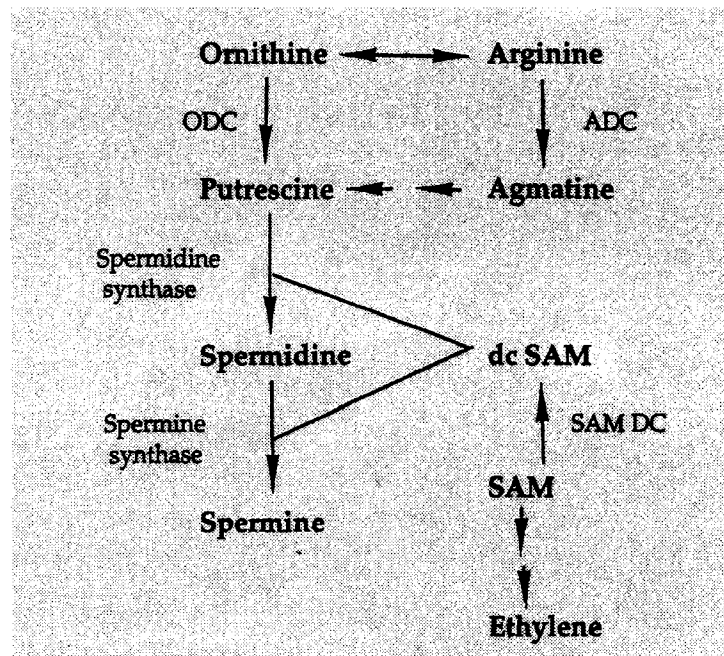 Ornithine Arginine
ODC ADC
Putrescine Agmatine
Spermidine
synthase
Spermidine dc SAM
Spermine
synthase
SAM DC
SAM
Spermine
Ethylene